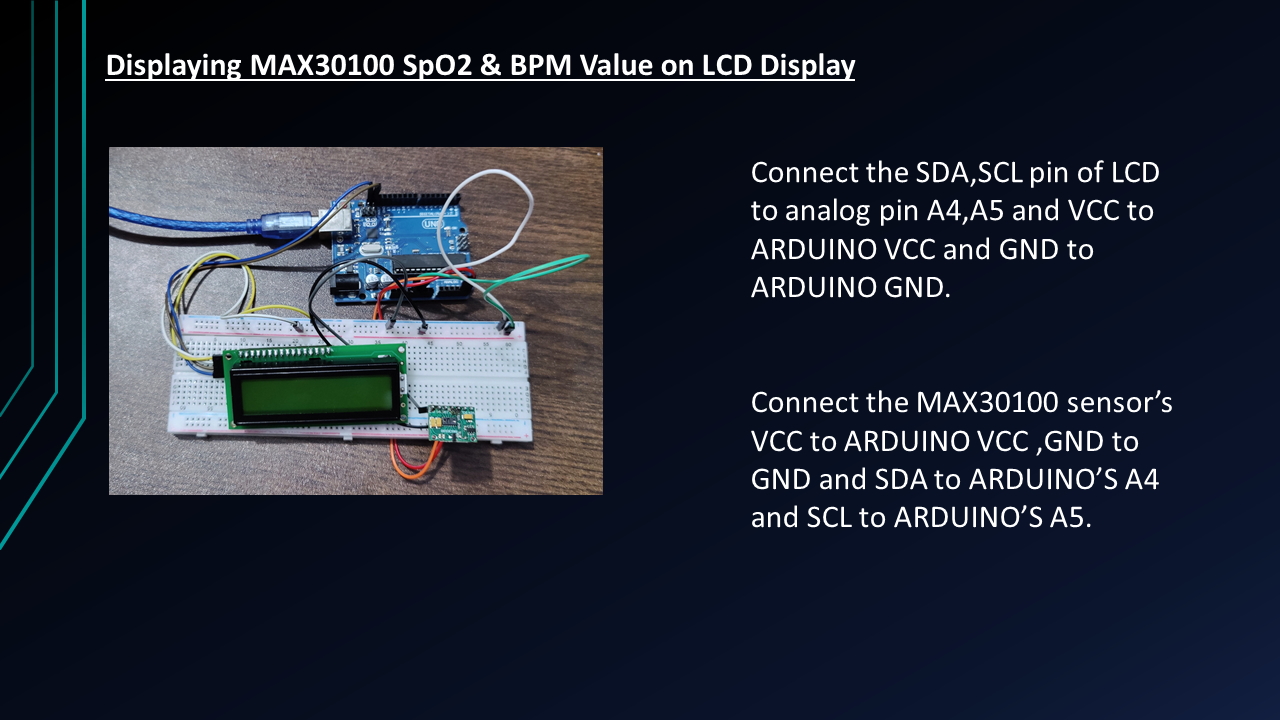 Displaying MAX30100 SpO2 & BPM Value on LCD Display
Connect the SDA,SCL pin of LCD
to analog pin A4,A5 and VCC to
ARDUINO VCC and GND to
ARDUINO GND.
Connect the MAX30100 sensor’s
VCC to ARDUINO VCC ,GND to
GND and SDA to ARDUINO’S A4
and SCL to ARDUINO’S A5.
UNO